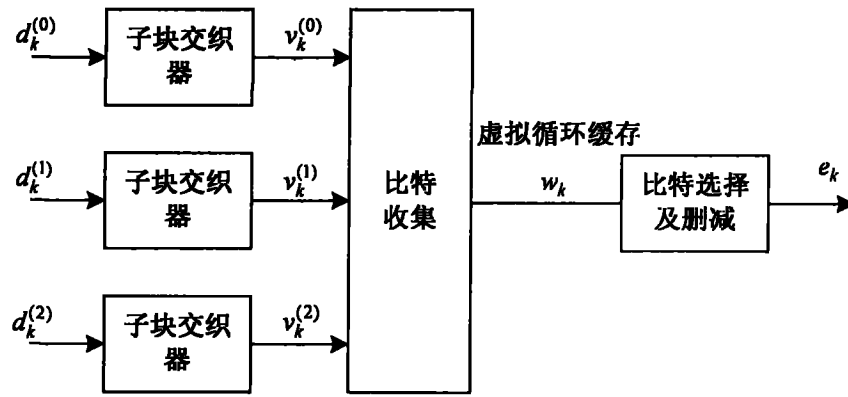 d_k^{(0)}
子块交织
器
v_k^{(0)}
d_k^{(1)}
子块交织
器
v_k^{(1)}
d_k^{(2)}
子块交织
器
v_k^{(2)}
比特
收集
虚拟循环缓存
w_k
比特选择
及删减
e_k